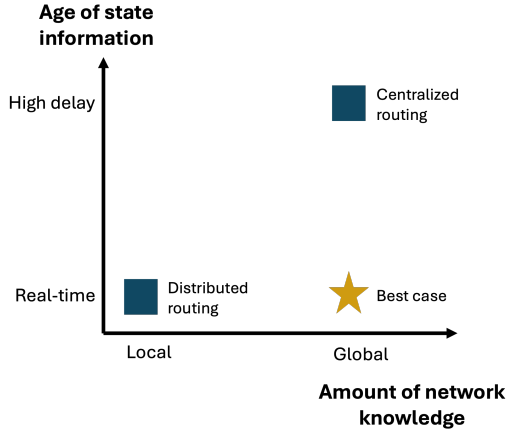 Age of state
information
High delay
Centralized
routing
Real-time
Distributed
routing
Best case
Local
Global
Amount of network
knowledge